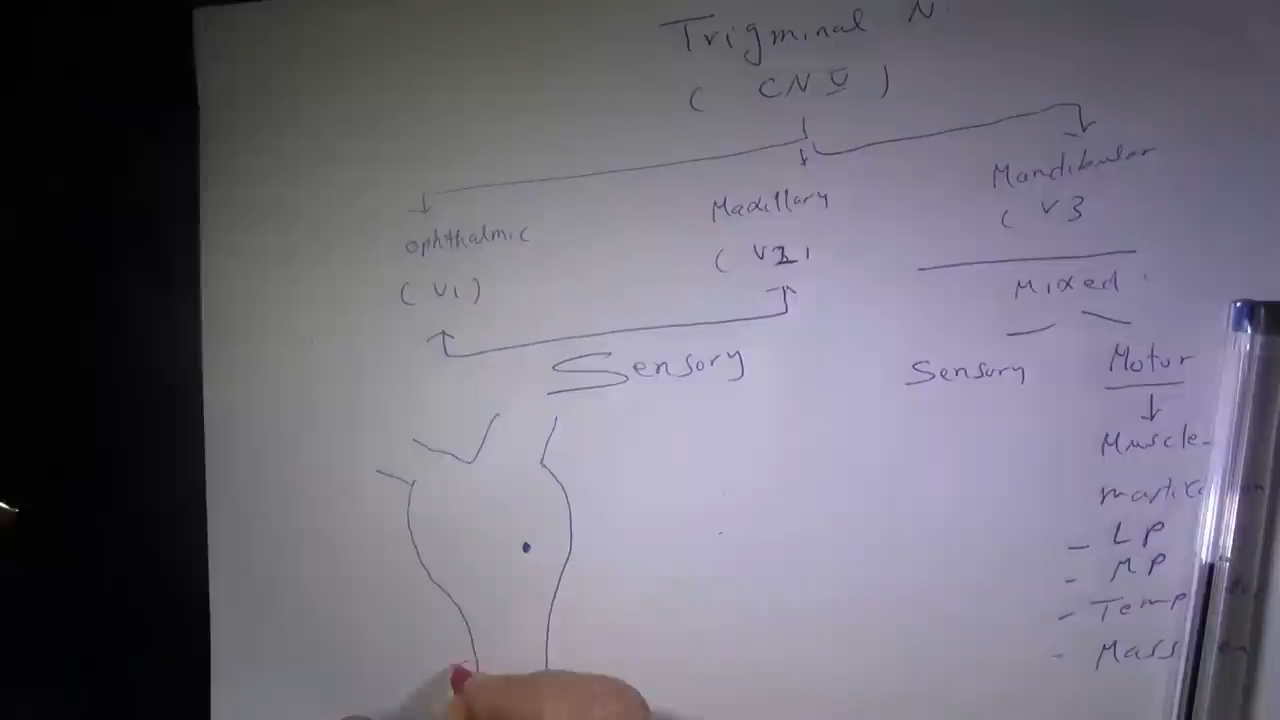 Trigminal N.
( CN V )
ophthalmic
( V1 )
Maxillary
( V2 )
Mandibular
( V3
Mixed
Sensory
Sensory
Motor
Muscle
- LP
- MP
- Temp
- Mass